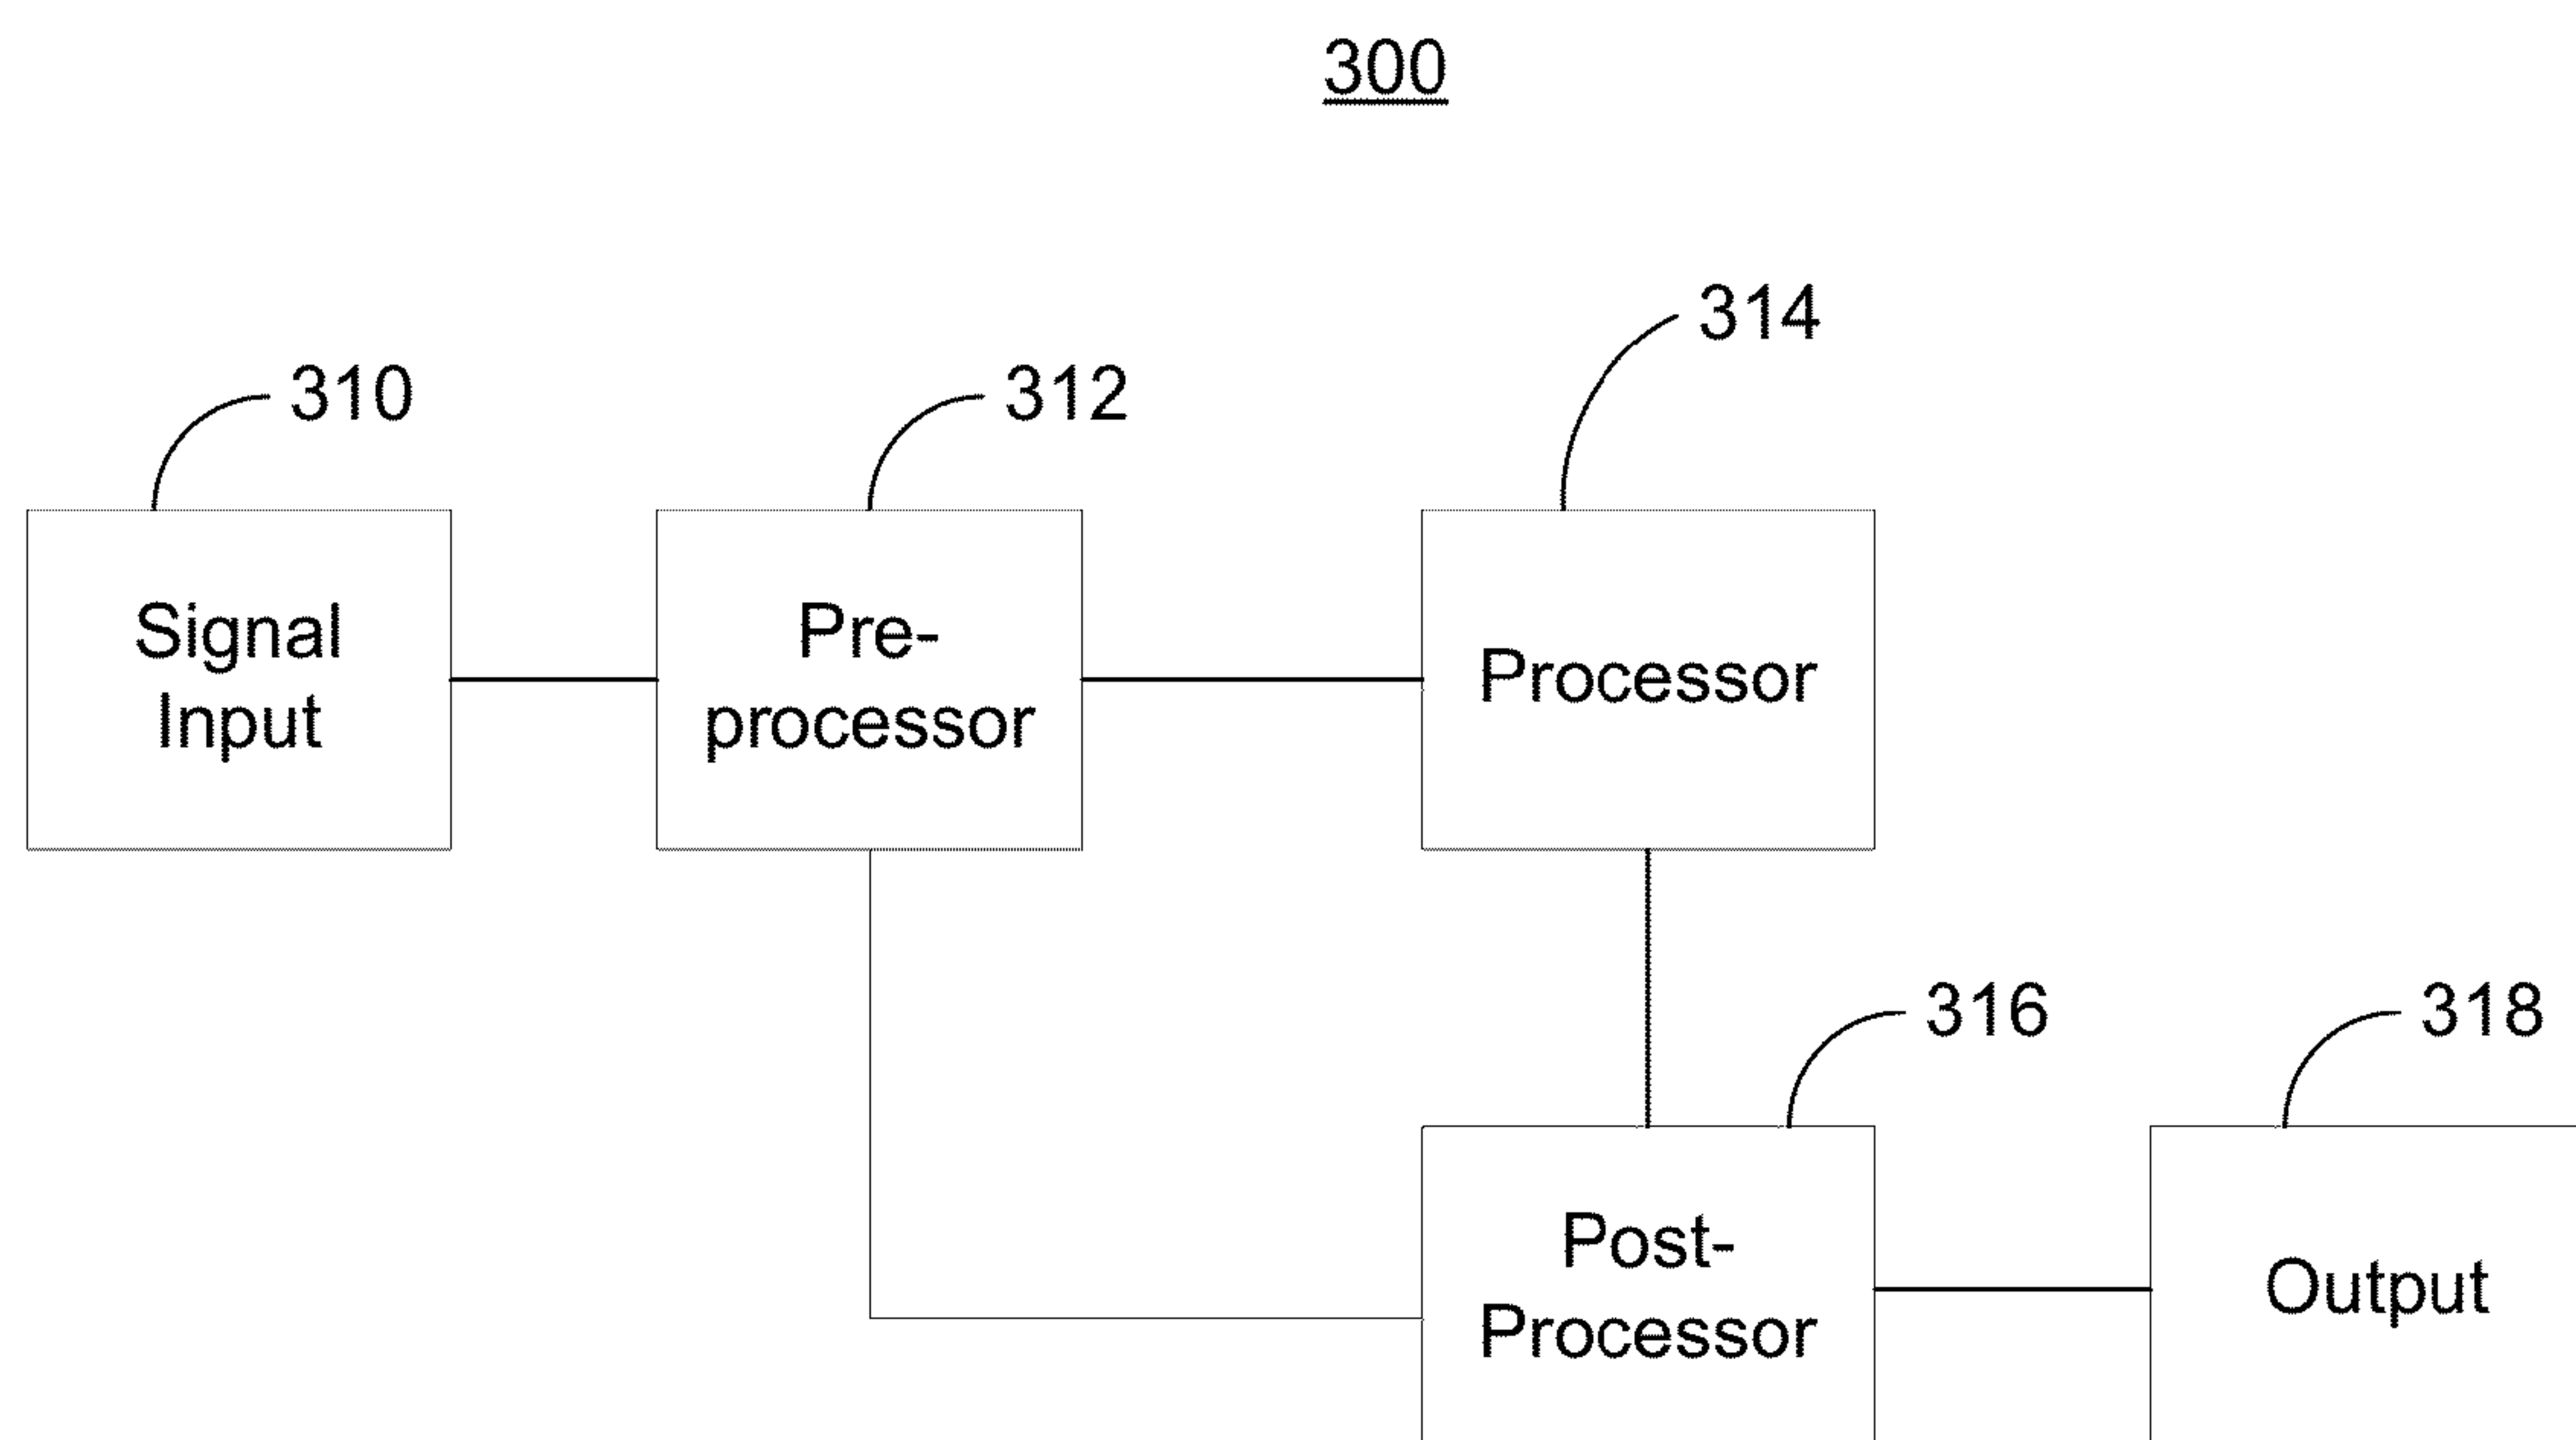 300
314
310
312
Signal
Input
Pre-
processor
Processor
316
318
Post-
Processor
Output